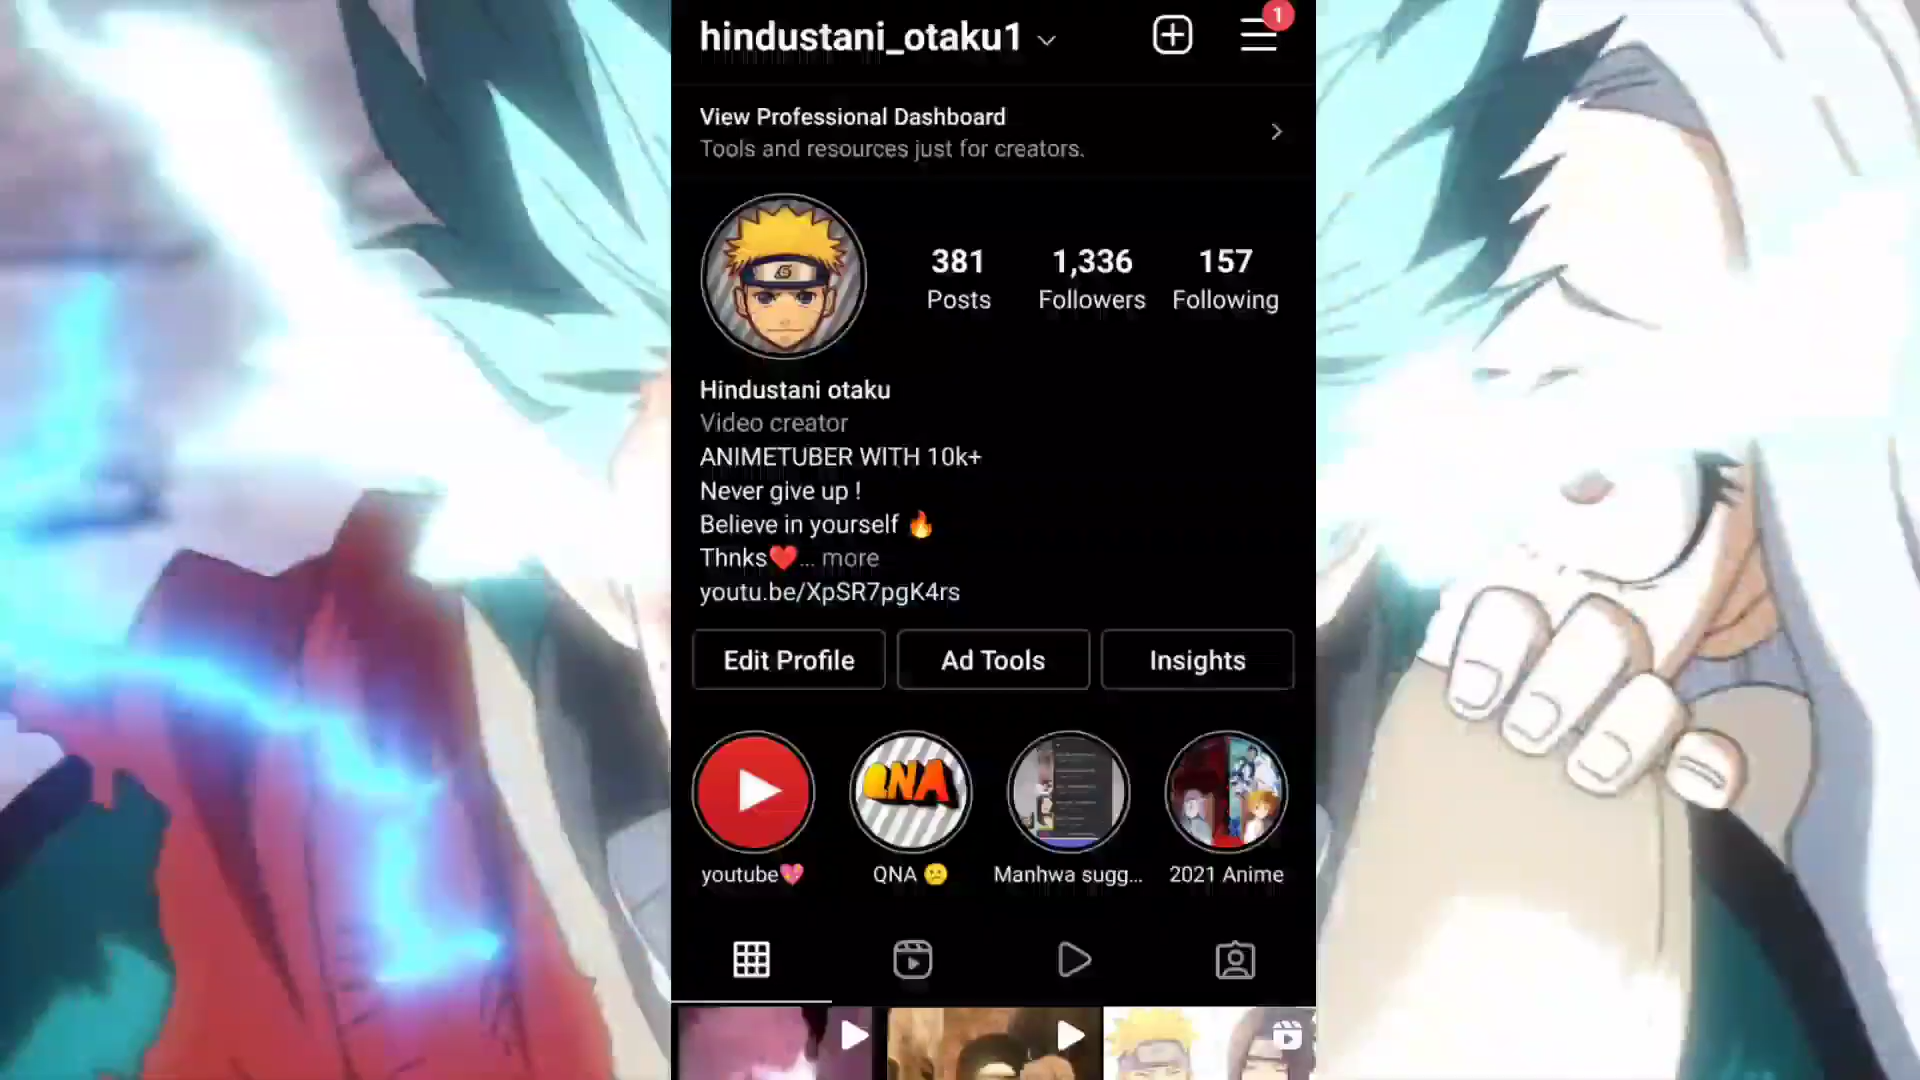 hindustani_otaku1
1
View Professional Dashboard
Tools and resources just for creators.
381 1,336 157
Posts Followers Following
Hindustani otaku
Video creator
ANIMETUBER WITH 10k+
Never give up !
Believe in yourself 🔥
Thnks❤️... more
youtu.be/XpSR7pgK4rs
Edit Profile Ad Tools Insights
QNA
youtube💖 QNA 😕 Manhwa sugg... 2021 Anime